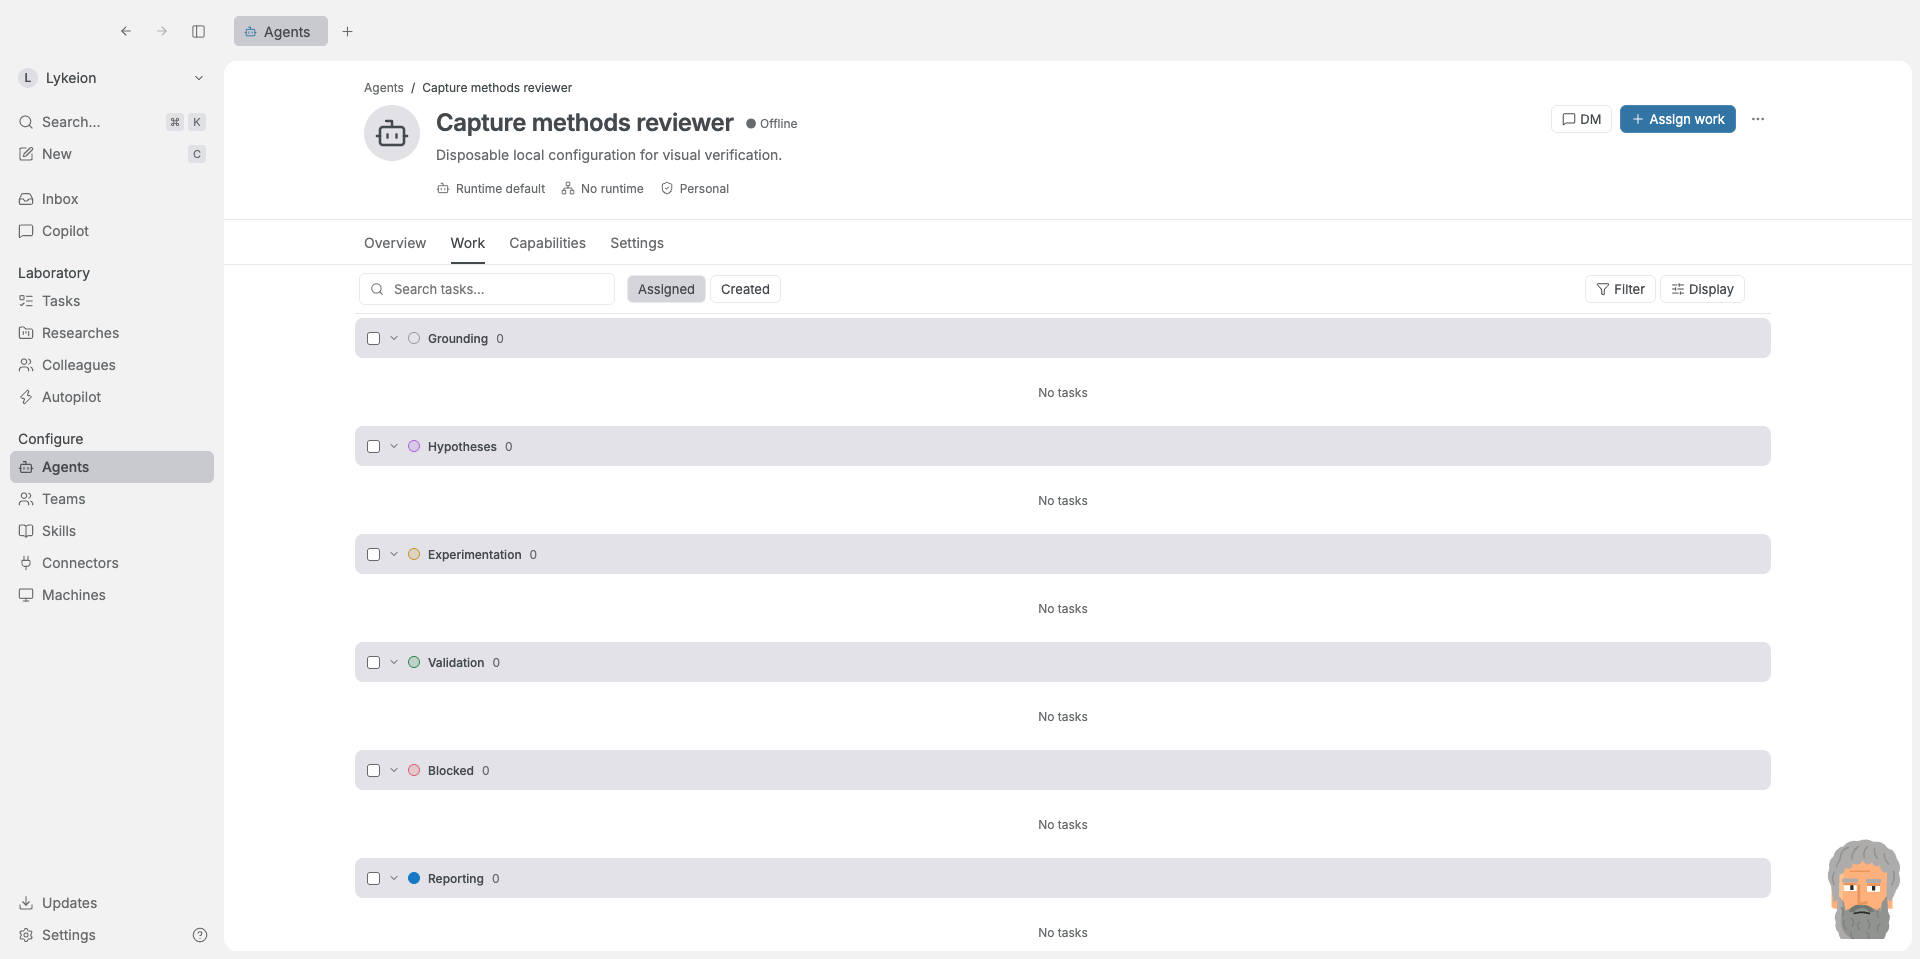 Agents
L Lykeion
Search... ⌘ K
New C
Inbox
Copilot
Laboratory
Tasks
Researches
Colleagues
Autopilot
Configure
Agents
Teams
Skills
Connectors
Machines
Updates
Settings
Agents / Capture methods reviewer
Capture methods reviewer Offline
DM
Assign work
Disposable local configuration for visual verification.
Runtime default No runtime Personal
Overview Work Capabilities Settings
Search tasks... Assigned Created Filter Display
Grounding 0
No tasks
Hypotheses 0
No tasks
Experimentation 0
No tasks
Validation 0
No tasks
Blocked 0
No tasks
Reporting 0
No tasks